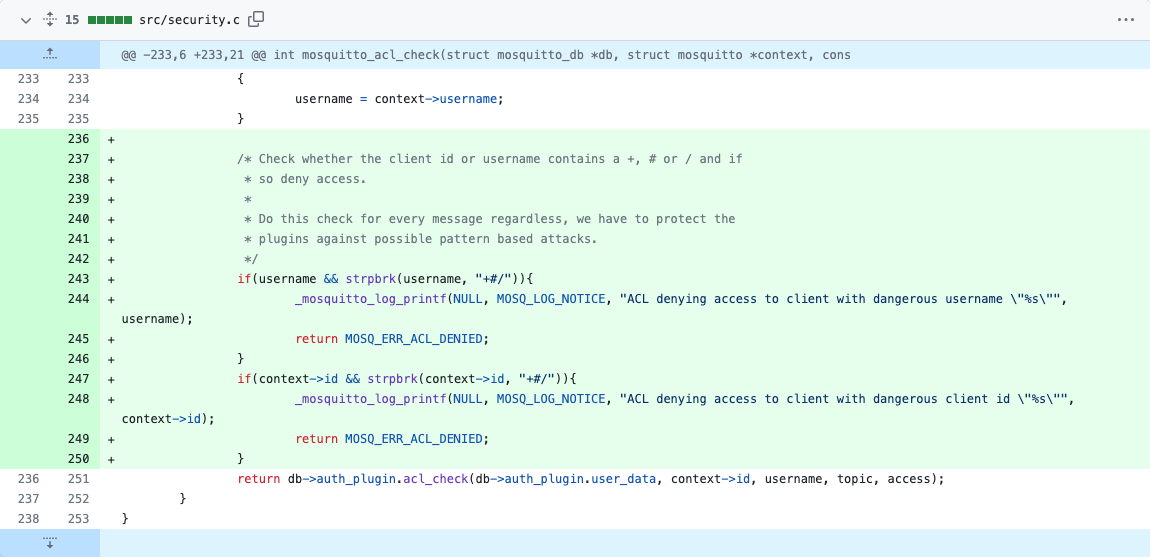 15 src/security.c
@@ -233,6 +233,21 @@ int mosquitto_acl_check(struct mosquitto_db *db, struct mosquitto *context, cons
233 233 {
234 234 username = context->username;
235 235 }
236 +
237 + /* Check whether the client id or username contains a +, # or / and if
238 + * so deny access.
239 + *
240 + * Do this check for every message regardless, we have to protect the
241 + * plugins against possible pattern based attacks.
242 + */
243 + if(username && strpbrk(username, "+#/")){
244 + _mosquitto_log_printf(NULL, MOSQ_LOG_NOTICE, "ACL denying access to client with dangerous username \"%s\"",
username);
245 + return MOSQ_ERR_ACL_DENIED;
246 + }
247 + if(context->id && strpbrk(context->id, "+#/")){
248 + _mosquitto_log_printf(NULL, MOSQ_LOG_NOTICE, "ACL denying access to client with dangerous client id \"%s\"",
context->id);
249 + return MOSQ_ERR_ACL_DENIED;
250 + }
236 251 return db->auth_plugin.acl_check(db->auth_plugin.user_data, context->id, username, topic, access);
237 252 }
238 253 }